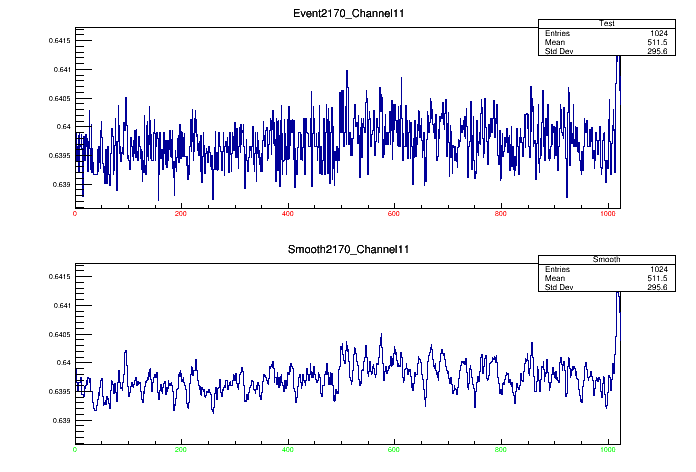 Event2170_Channel11
Test
Entries 1024
Mean 511.5
Std Dev 295.6
0.6415
0.641
0.6405
0.64
0.6395
0.639
0 200 400 600 800 1000
Smooth2170_Channel11
Smooth
Entries 1024
Mean 511.5
Std Dev 295.6
0.6415
0.641
0.6405
0.64
0.6395
0.639
0 200 400 600 800 1000